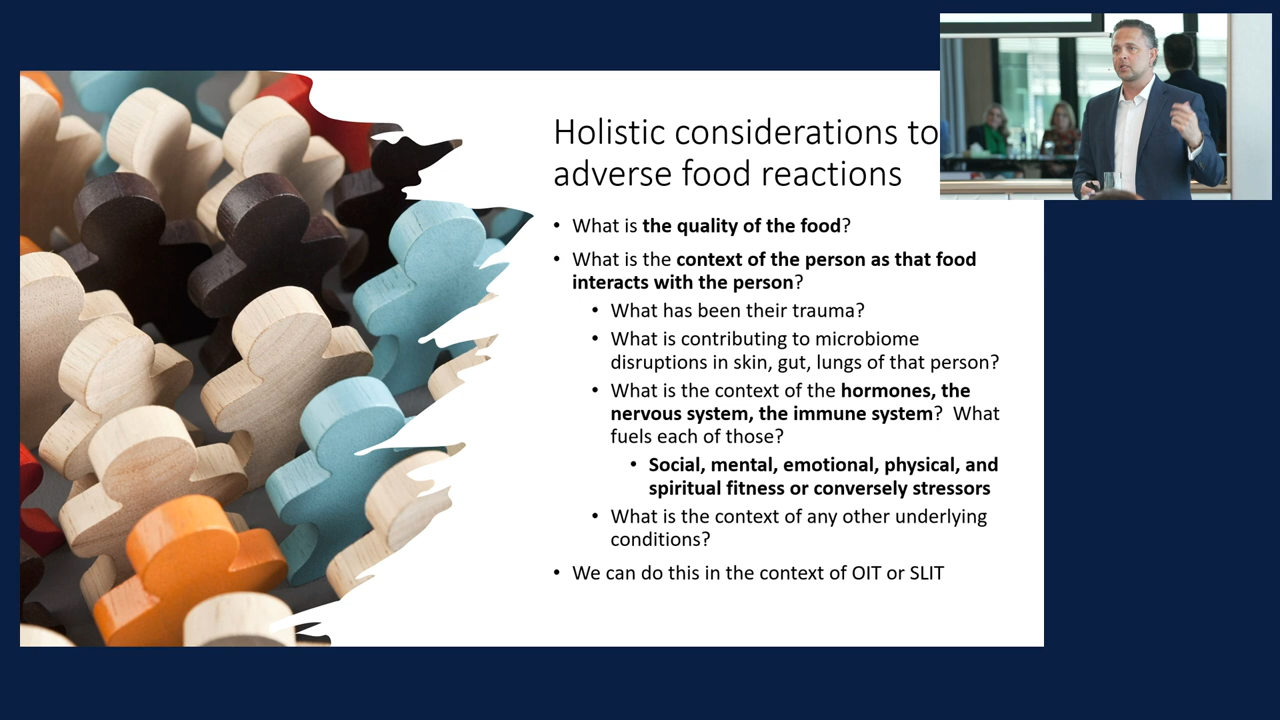 Holistic considerations to
adverse food reactions
• What is the quality of the food?
• What is the context of the person as that food
interacts with the person?
• What has been their trauma?
• What is contributing to microbiome
disruptions in skin, gut, lungs of that person?
• What is the context of the hormones, the
nervous system, the immune system?  What
fuels each of those?
• Social, mental, emotional, physical, and
spiritual fitness or conversely stressors
• What is the context of any other underlying
conditions?
• We can do this in the context of OIT or SLIT